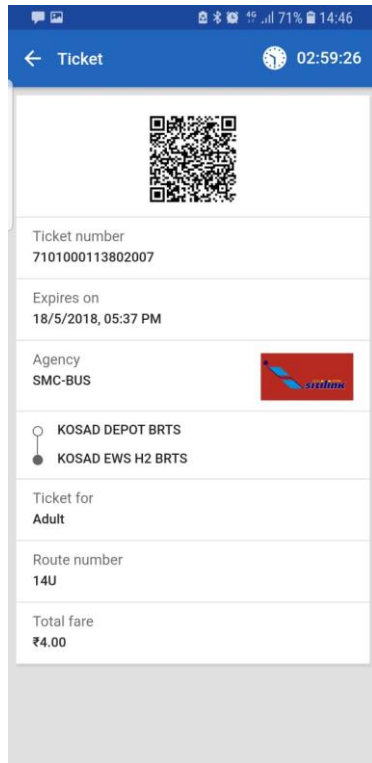 4G 71% 14:46
Ticket 02:59:26
Ticket number
7101000113802007
Expires on
18/5/2018, 05:37 PM
Agency
SMC-BUS
sitilink
KOSAD DEPOT BRTS
KOSAD EWS H2 BRTS
Ticket for
Adult
Route number
14U
Total fare
₹4.00